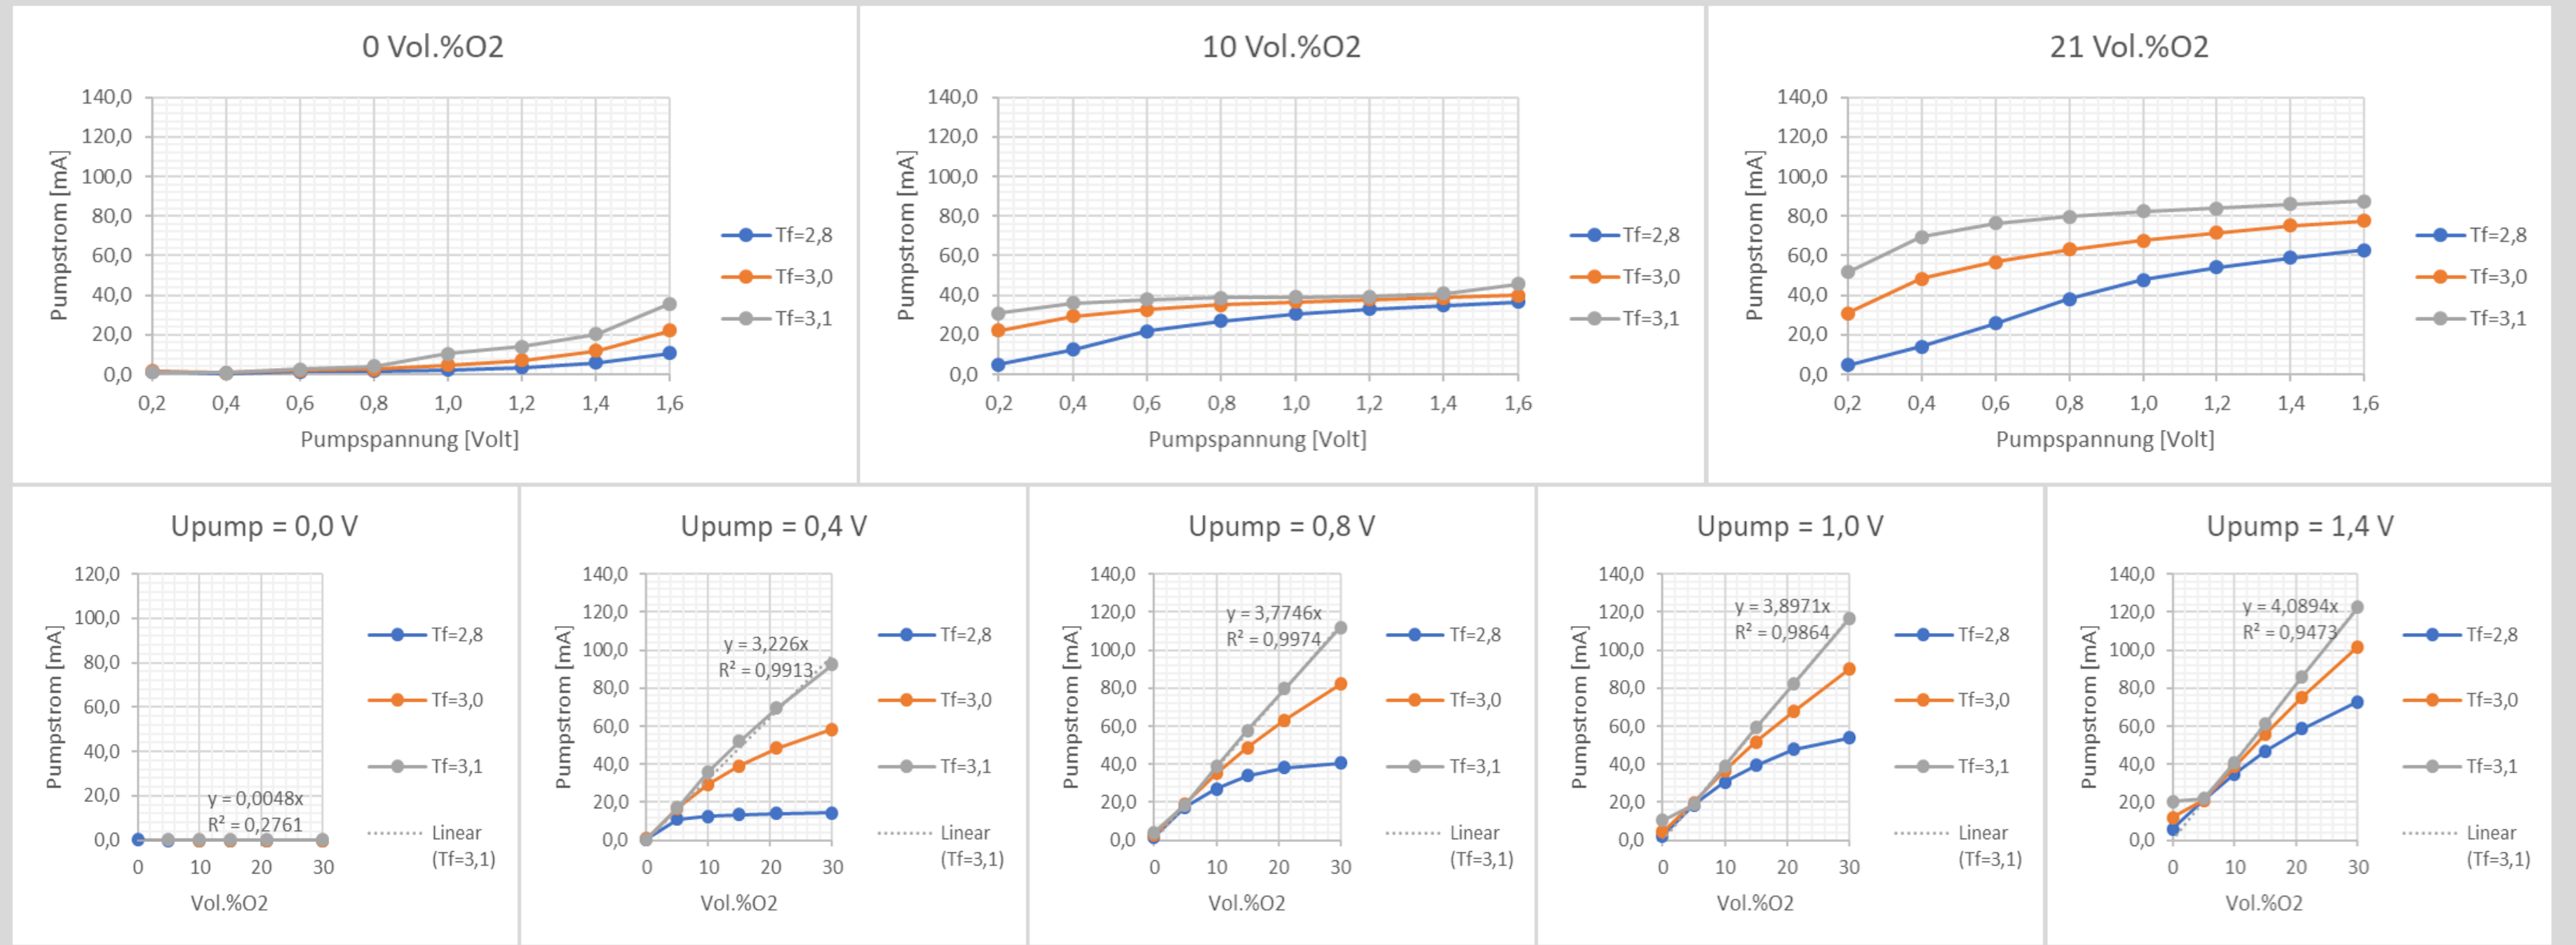 0 Vol.%O2
140,0
120,0
100,0
80,0
60,0
40,0
20,0
0,0
0,2 0,4 0,6 0,8 1,0 1,2 1,4 1,6
Pumpstrom [mA]
Pumpspannung [Volt]
Tf=2,8
Tf=3,0
Tf=3,1
10 Vol.%O2
140,0
120,0
100,0
80,0
60,0
40,0
20,0
0,0
0,2 0,4 0,6 0,8 1,0 1,2 1,4 1,6
Pumpstrom [mA]
Pumpspannung [Volt]
Tf=2,8
Tf=3,0
Tf=3,1
21 Vol.%O2
140,0
120,0
100,0
80,0
60,0
40,0
20,0
0,0
0,2 0,4 0,6 0,8 1,0 1,2 1,4 1,6
Pumpstrom [mA]
Pumpspannung [Volt]
Tf=2,8
Tf=3,0
Tf=3,1
Upump = 0,0 V
120,0
100,0
80,0
60,0
40,0
20,0
0,0
0 10 20 30
Pumpstrom [mA]
Vol.%O2
y = 0,0048x
R² = 0,2761
Tf=2,8
Tf=3,0
Tf=3,1
Linear
(Tf=3,1)
Upump = 0,4 V
140,0
120,0
100,0
80,0
60,0
40,0
20,0
0,0
0 10 20 30
Pumpstrom [mA]
Vol.%O2
y = 3,226x
R² = 0,9913
Tf=2,8
Tf=3,0
Tf=3,1
Linear
(Tf=3,1)
Upump = 0,8 V
140,0
120,0
100,0
80,0
60,0
40,0
20,0
0,0
0 10 20 30
Pumpstrom [mA]
Vol.%O2
y = 3,7746x
R² = 0,9974
Tf=2,8
Tf=3,0
Tf=3,1
Linear
(Tf=3,1)
Upump = 1,0 V
140,0
120,0
100,0
80,0
60,0
40,0
20,0
0,0
0 10 20 30
Pumpstrom [mA]
Vol.%O2
y = 3,8971x
R² = 0,9864
Tf=2,8
Tf=3,0
Tf=3,1
Linear
(Tf=3,1)
Upump = 1,4 V
140,0
120,0
100,0
80,0
60,0
40,0
20,0
0,0
0 10 20 30
Pumpstrom [mA]
Vol.%O2
y = 4,0894x
R² = 0,9473
Tf=2,8
Tf=3,0
Tf=3,1
Linear
(Tf=3,1)